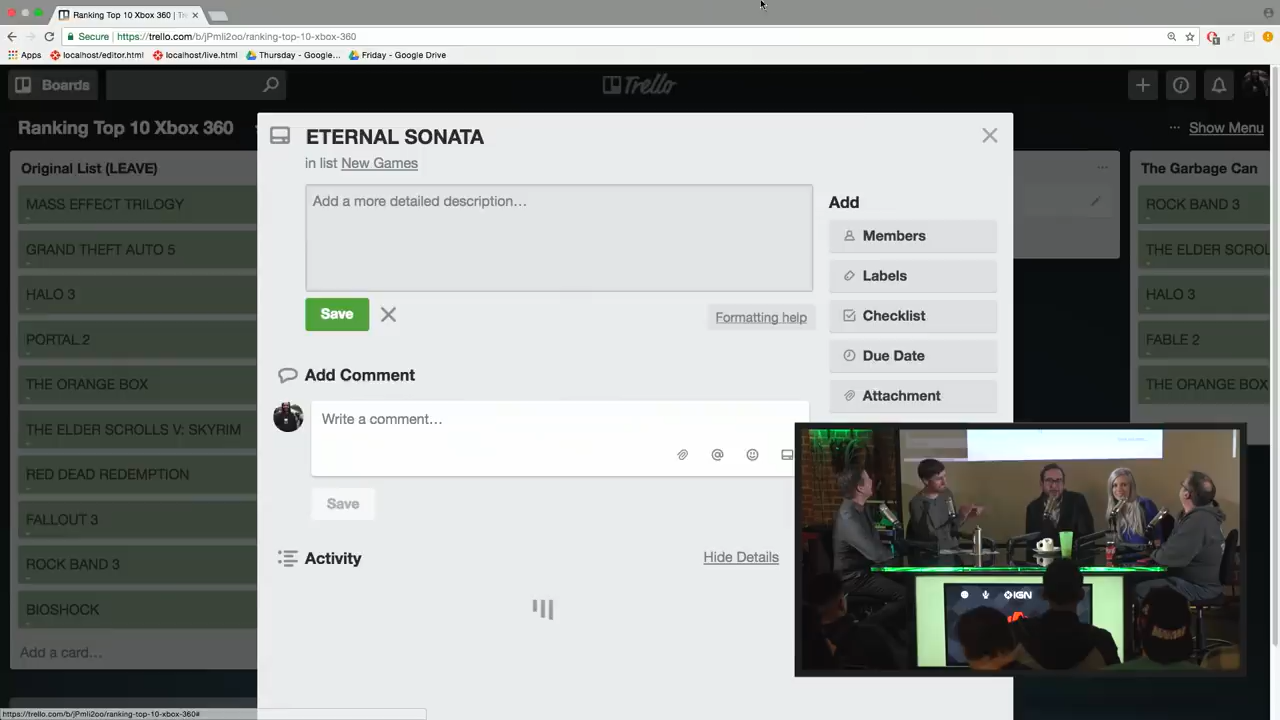 Ranking Top 10 Xbox 360 | Tr
Secure
https://trello.com/b/jPmli2oo/ranking-top-10-xbox-360
Apps
localhost/editor.html
localhost/live.html
Thursday - Google...
Friday - Google Drive
Boards
Trello
Ranking Top 10 Xbox 360
... Show Menu
Original List (LEAVE)
MASS EFFECT TRILOGY
GRAND THEFT AUTO 5
HALO 3
PORTAL 2
THE ORANGE BOX
THE ELDER SCROLLS V: SKYRIM
RED DEAD REDEMPTION
FALLOUT 3
ROCK BAND 3
BIOSHOCK
Add a card…
ETERNAL SONATA
in list New Games
Add a more detailed description…
Save
Formatting help
Add Comment
Write a comment…
Save
Activity
Hide Details
Add
Members
Labels
Checklist
Due Date
Attachment
...
The Garbage Can
ROCK BAND 3
THE ELDER SCROL
HALO 3
FABLE 2
THE ORANGE BOX
IGN
https://trello.com/b/jPmli2oo/ranking-top-10-xbox-360#